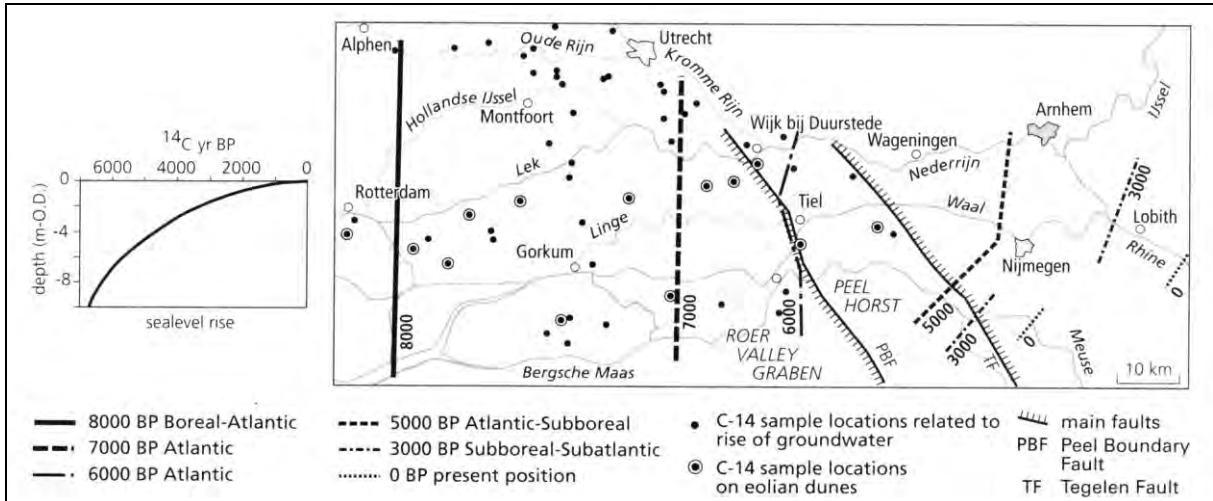 14C yr BP
6000 4000 2000 0
0
-4
-8
depth (m-O.D.)
sealevel rise
Alphen
Oude Rijn
Utrecht
Kromme Rijn
Hollandse IJssel
Montfoort
Wijk bij Duurstede
Wageningen
Arnhem
IJssel
Nederrijn
Lek
Rotterdam
Linge
Tiel
Waal
3000
Lobith
Rhine
Gorkum
Nijmegen
0
8000
7000
6000
PEEL
HORST
5000
3000
0
ROER
VALLEY
GRABEN
PBF
TF
Meuse
Bergsche Maas
10 km
8000 BP Boreal-Atlantic
7000 BP Atlantic
6000 BP Atlantic
5000 BP Atlantic-Subboreal
3000 BP Subboreal-Subatlantic
0 BP present position
C-14 sample locations related to
rise of groundwater
C-14 sample locations
on eolian dunes
main faults
PBF Peel Boundary
Fault
TF Tegelen Fault